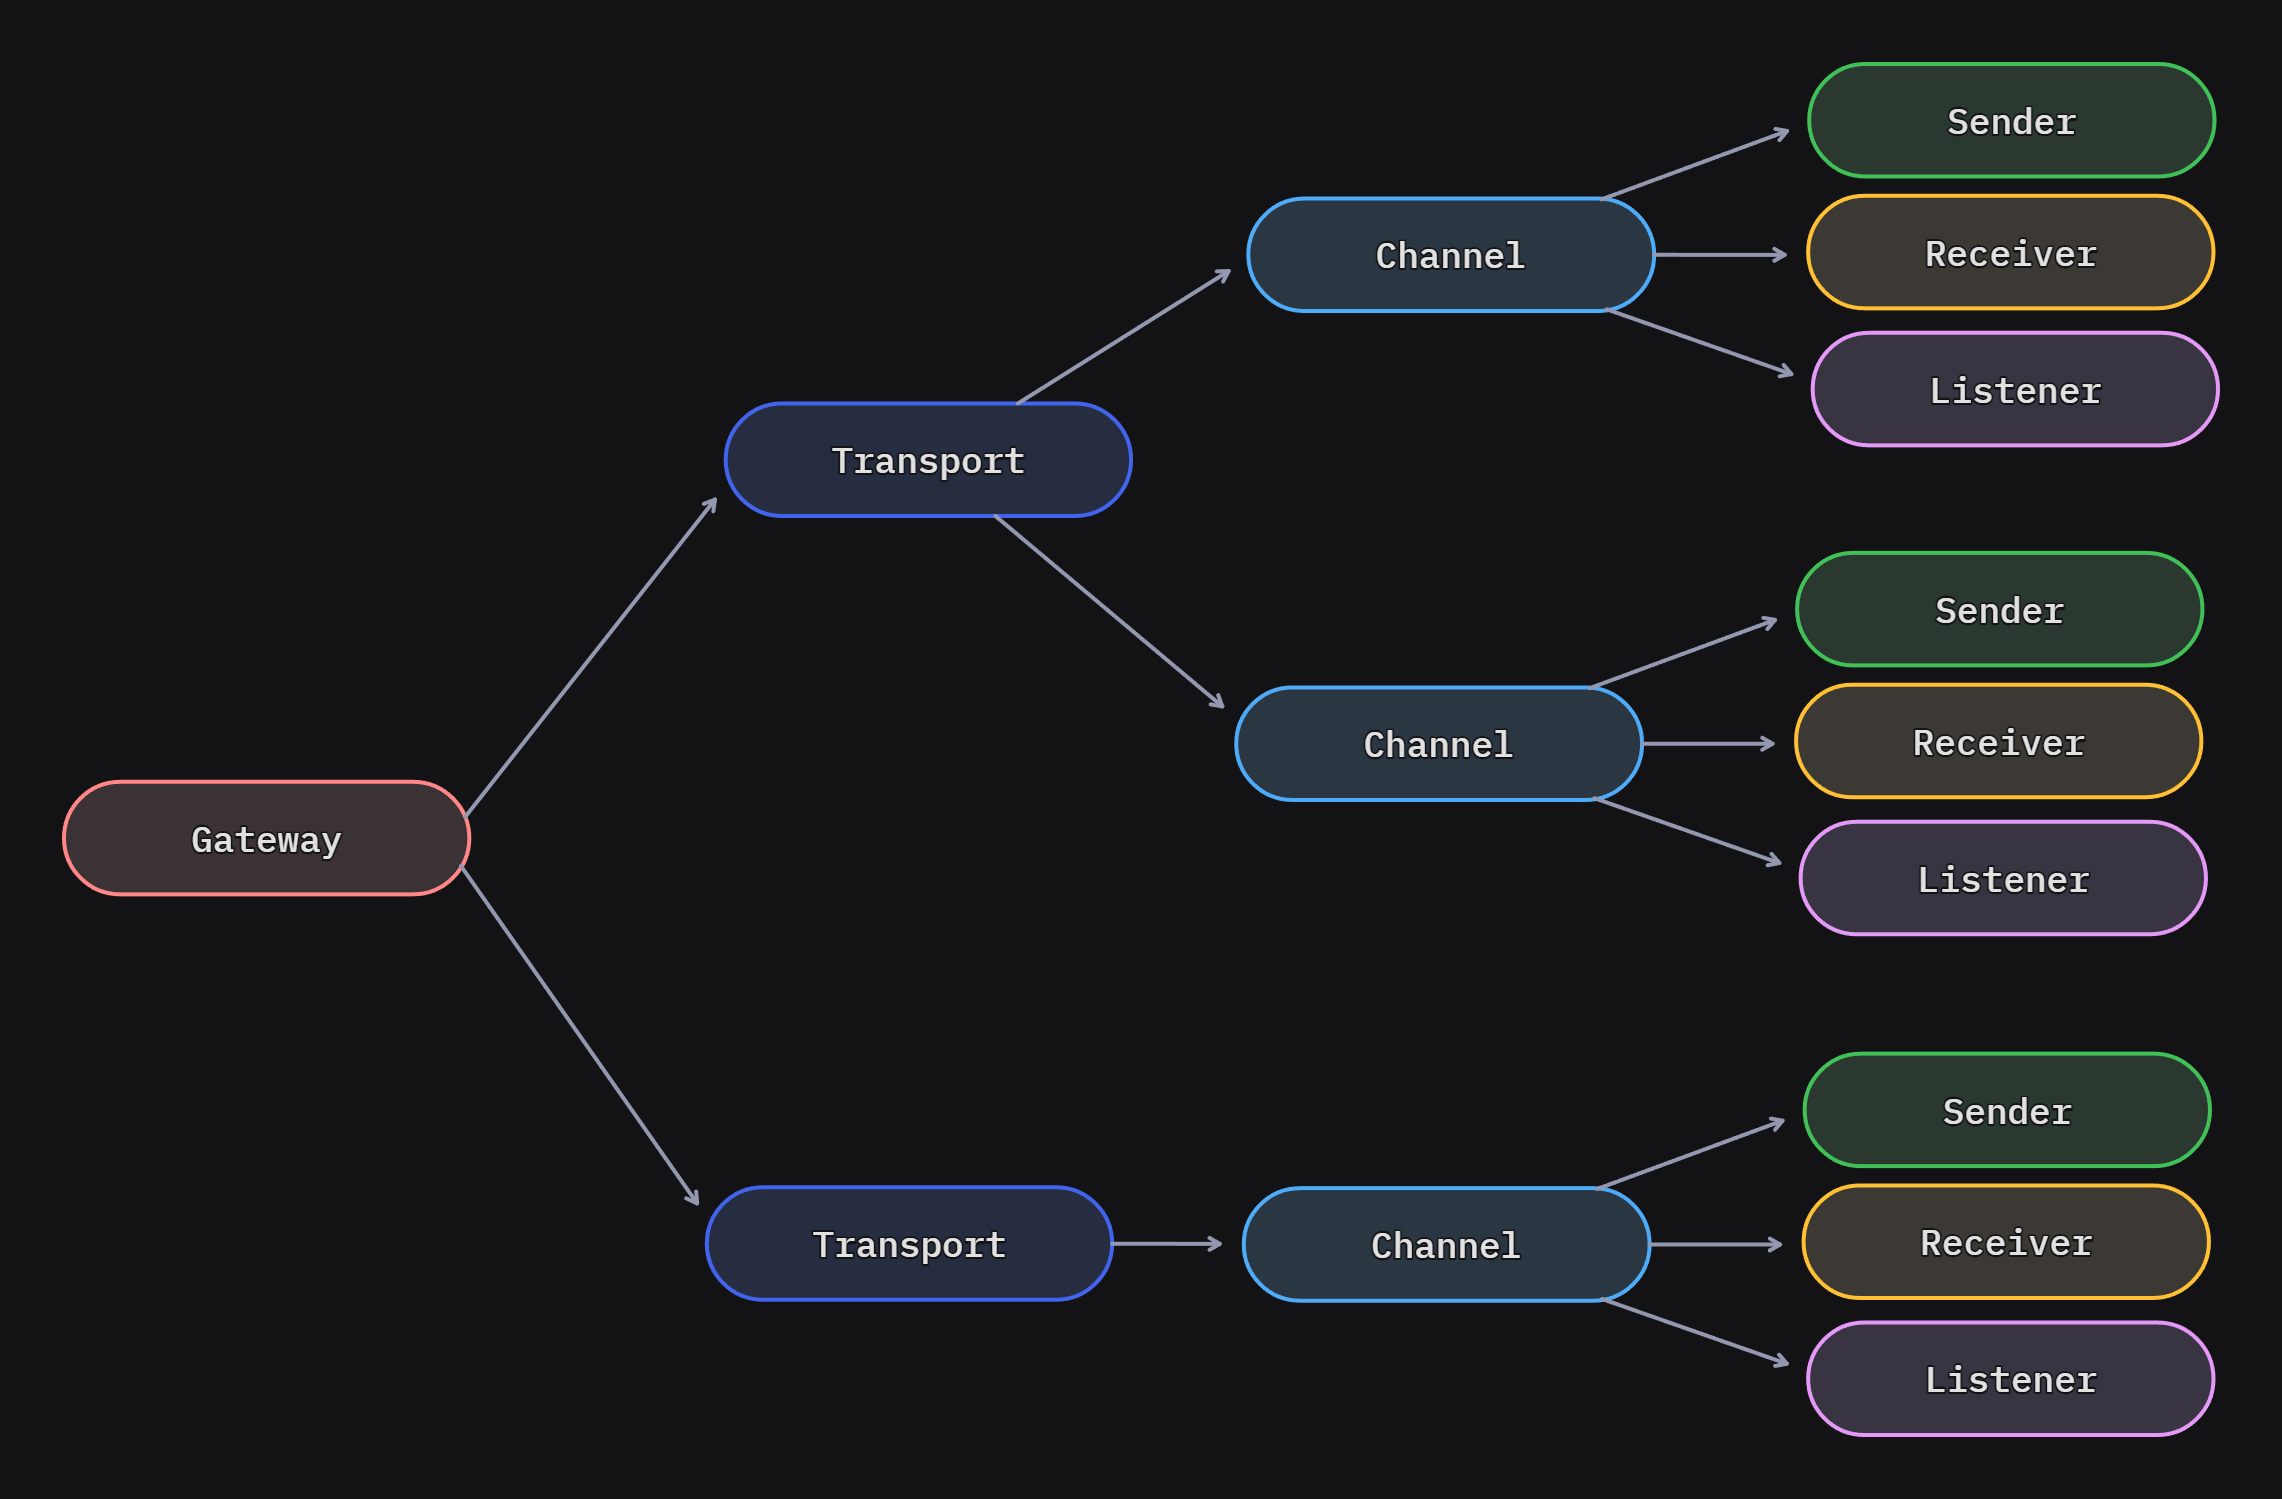 Gateway
Transport
Channel
Sender
Receiver
Listener
Channel
Sender
Receiver
Listener
Transport
Channel
Sender
Receiver
Listener